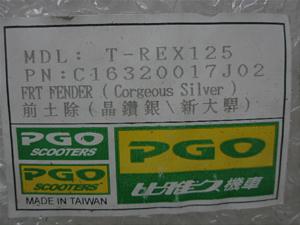 MDL: T-REX125
PN:C16320017J02
FRT FENDER (Corgeous Silver)
前土除(晶鑽銀\新大驛)
PGO
SCOOTERS
PGO
SCOOTERS
MADE IN TAIWAN
PGO
比雅久機車